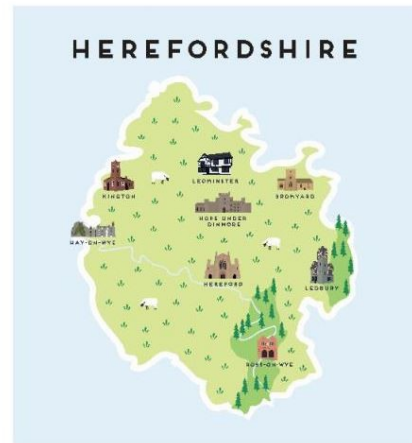 HEREFORDSHIRE
LEOMINSTER
KINGTON
BROMYARD
HOPE UNDER
DINMORE
HAY-ON-WYE
HEREFORD
LEDBURY
ROSS-ON-WYE